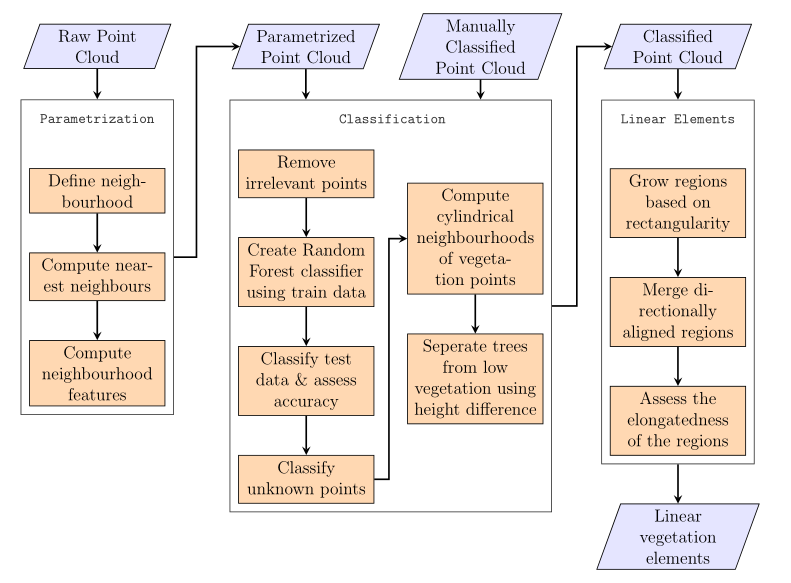 Raw Point
Cloud
Parametrization
Define neigh-
bourhood
Compute near-
est neighbours
Compute
neighbourhood
features
Parametrized
Point Cloud
Manually
Classified
Point Cloud
Classification
Remove
irrelevant points
Create Random
Forest classifier
using train data
Classify test
data & assess
accuracy
Classify
unknown points
Compute
cylindrical
neighbourhoods
of vegeta-
tion points
Seperate trees
from low
vegetation using
height difference
Classified
Point Cloud
Linear Elements
Grow regions
based on
rectangularity
Merge di-
rectionally
aligned regions
Assess the
elongatedness
of the regions
Linear
vegetation
elements